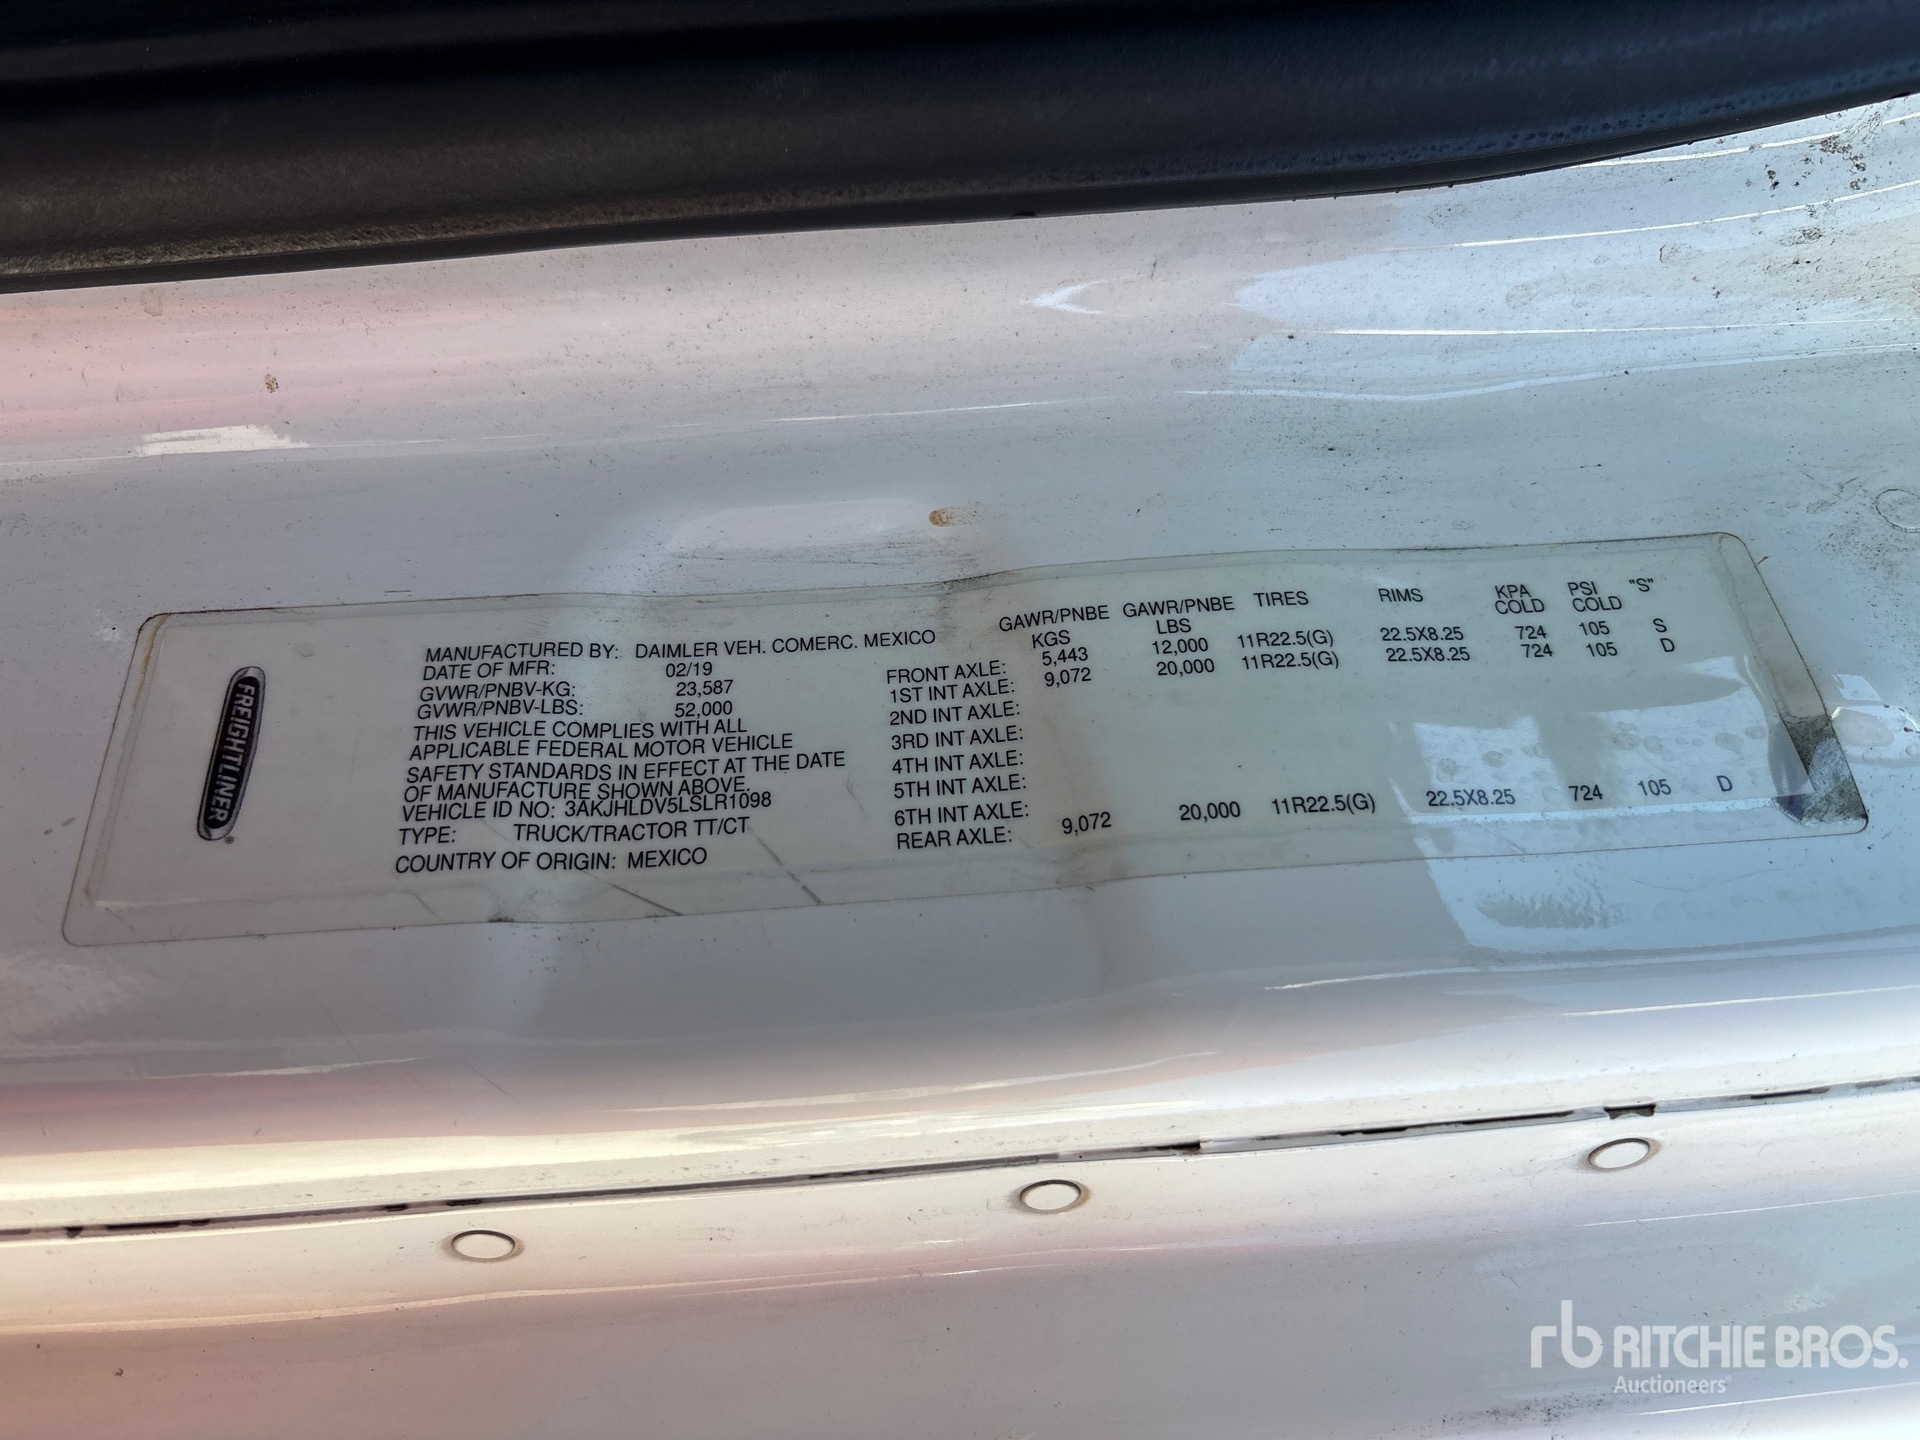 FREIGHTLINER
MANUFACTURED BY: DAIMLER VEH. COMERC. MEXICO
DATE OF MFR: 02/19
GVWR/PNBV-KG: 23,587
GVWR/PNBV-LBS: 52,000
THIS VEHICLE COMPLIES WITH ALL
APPLICABLE FEDERAL MOTOR VEHICLE
SAFETY STANDARDS IN EFFECT AT THE DATE
OF MANUFACTURE SHOWN ABOVE.
VEHICLE ID NO: 3AKJHLDV5LSLR1098
TYPE: TRUCK/TRACTOR TT/CT
COUNTRY OF ORIGIN: MEXICO
GAWR/PNBE KGS GAWR/PNBE LBS TIRES RIMS KPA COLD PSI COLD "S"
FRONT AXLE: 5,443 12,000 11R22.5(G) 22.5X8.25 724 105 S
1ST INT AXLE: 9,072 20,000 11R22.5(G) 22.5X8.25 724 105 D
2ND INT AXLE:
3RD INT AXLE:
4TH INT AXLE:
5TH INT AXLE:
6TH INT AXLE:
REAR AXLE: 9,072 20,000 11R22.5(G) 22.5X8.25 724 105 D
rb RITCHIE BROS.
Auctioneers